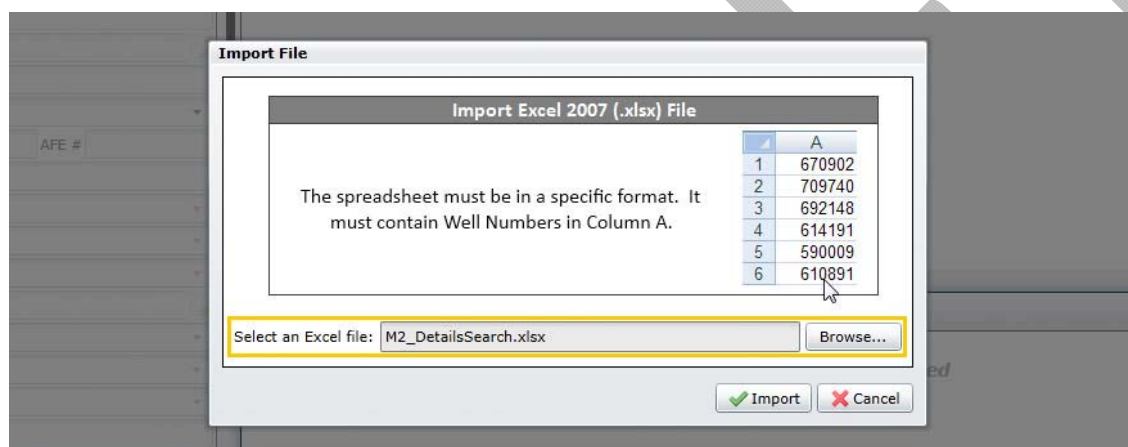 Import File
Import Excel 2007 (.xlsx) File
AFE #
The spreadsheet must be in a specific format. It
must contain Well Numbers in Column A.
A
1 670902
2 709740
3 692148
4 614191
5 590009
6 610891
Select an Excel file: M2_DetailsSearch.xlsx Browse...
ed
Import Cancel